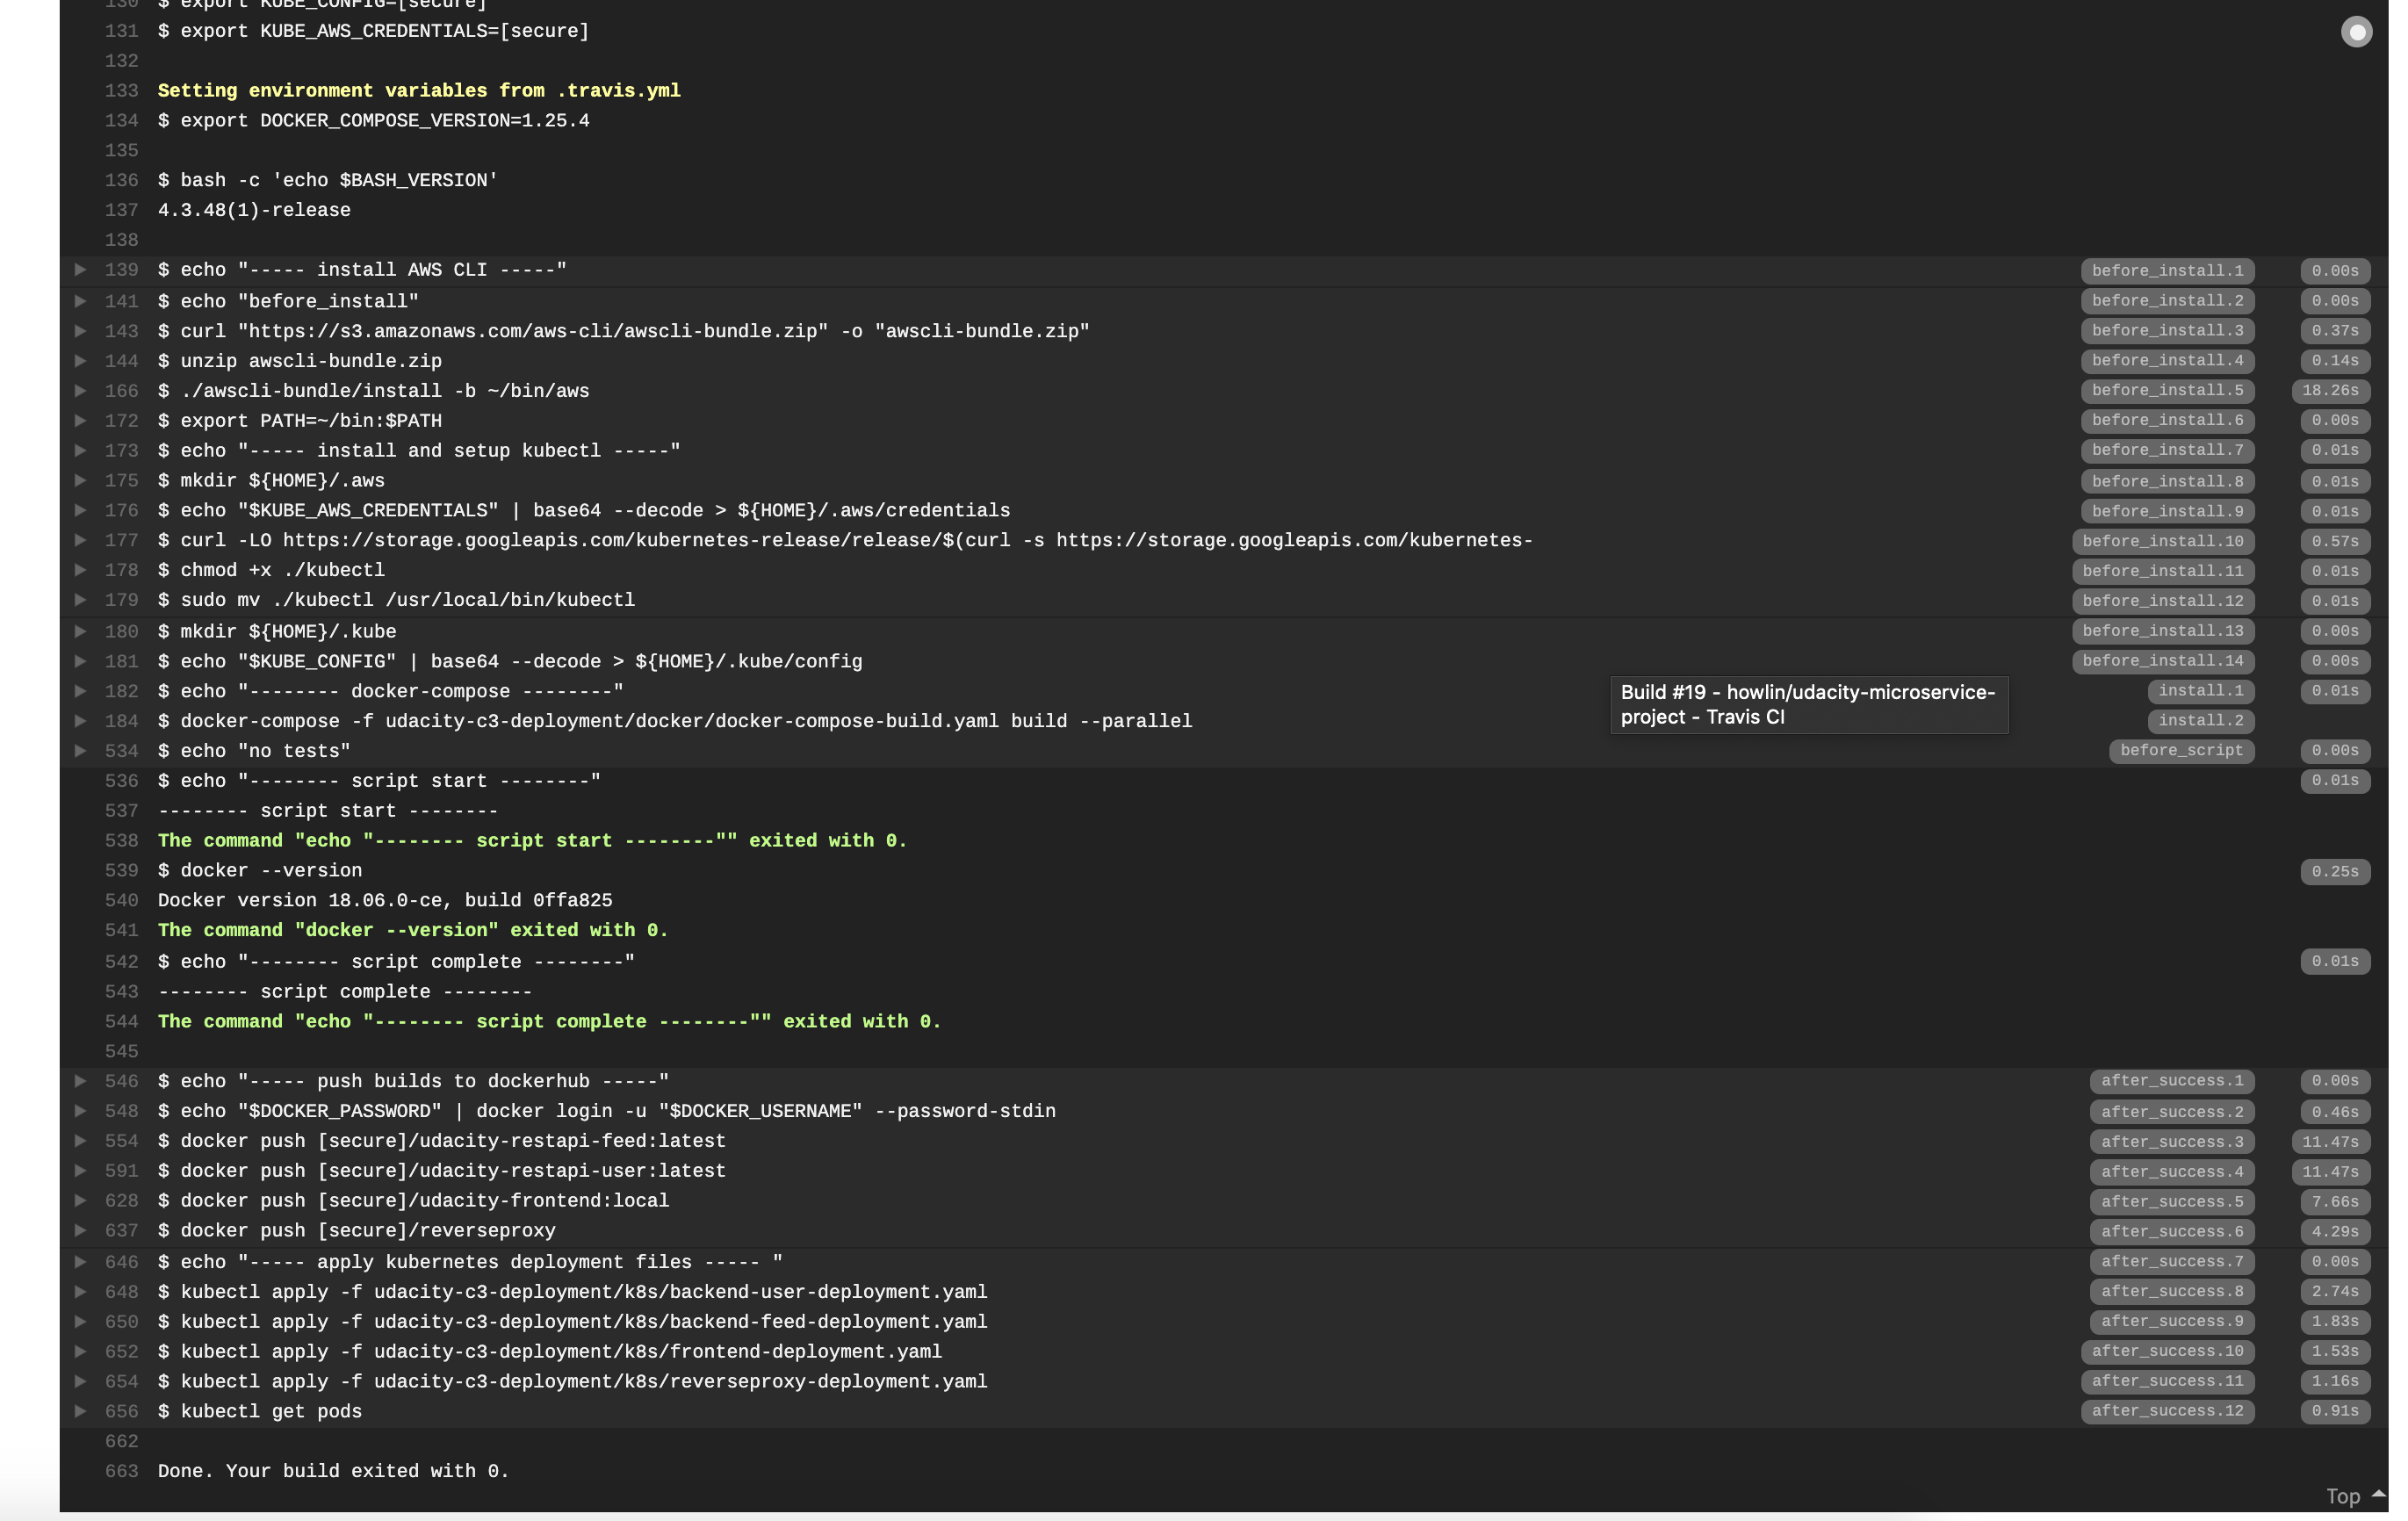 130 $ export KUBE_CONFIG=[secure]
131 $ export KUBE_AWS_CREDENTIALS=[secure]
132
133 Setting environment variables from .travis.yml
134 $ export DOCKER_COMPOSE_VERSION=1.25.4
135
136 $ bash -c 'echo $BASH_VERSION'
137 4.3.48(1)-release
138
139 $ echo "----- install AWS CLI -----" before_install.1 0.00s
141 $ echo "before_install" before_install.2 0.00s
143 $ curl "https://s3.amazonaws.com/aws-cli/awscli-bundle.zip" -o "awscli-bundle.zip" before_install.3 0.37s
144 $ unzip awscli-bundle.zip before_install.4 0.14s
166 $ ./awscli-bundle/install -b ~/bin/aws before_install.5 18.26s
172 $ export PATH=~/bin:$PATH before_install.6 0.00s
173 $ echo "----- install and setup kubectl -----" before_install.7 0.01s
175 $ mkdir ${HOME}/.aws before_install.8 0.01s
176 $ echo "$KUBE_AWS_CREDENTIALS" | base64 --decode > ${HOME}/.aws/credentials before_install.9 0.01s
177 $ curl -LO https://storage.googleapis.com/kubernetes-release/release/$(curl -s https://storage.googleapis.com/kubernetes- before_install.10 0.57s
178 $ chmod +x ./kubectl before_install.11 0.01s
179 $ sudo mv ./kubectl /usr/local/bin/kubectl before_install.12 0.01s
180 $ mkdir ${HOME}/.kube before_install.13 0.00s
181 $ echo "$KUBE_CONFIG" | base64 --decode > ${HOME}/.kube/config before_install.14 0.00s
182 $ echo "-------- docker-compose --------" install.1 0.01s
184 $ docker-compose -f udacity-c3-deployment/docker/docker-compose-build.yaml build --parallel install.2
Build #19 - howlin/udacity-microservice-
project - Travis CI
534 $ echo "no tests" before_script 0.00s
536 $ echo "-------- script start --------" 0.01s
537 -------- script start --------
538 The command "echo "-------- script start --------"" exited with 0.
539 $ docker --version 0.25s
540 Docker version 18.06.0-ce, build 0ffa825
541 The command "docker --version" exited with 0.
542 $ echo "-------- script complete --------" 0.01s
543 -------- script complete --------
544 The command "echo "-------- script complete --------"" exited with 0.
545
546 $ echo "----- push builds to dockerhub -----" after_success.1 0.00s
548 $ echo "$DOCKER_PASSWORD" | docker login -u "$DOCKER_USERNAME" --password-stdin after_success.2 0.46s
554 $ docker push [secure]/udacity-restapi-feed:latest after_success.3 11.47s
591 $ docker push [secure]/udacity-restapi-user:latest after_success.4 11.47s
628 $ docker push [secure]/udacity-frontend:local after_success.5 7.66s
637 $ docker push [secure]/reverseproxy after_success.6 4.29s
646 $ echo "----- apply kubernetes deployment files ----- " after_success.7 0.00s
648 $ kubectl apply -f udacity-c3-deployment/k8s/backend-user-deployment.yaml after_success.8 2.74s
650 $ kubectl apply -f udacity-c3-deployment/k8s/backend-feed-deployment.yaml after_success.9 1.83s
652 $ kubectl apply -f udacity-c3-deployment/k8s/frontend-deployment.yaml after_success.10 1.53s
654 $ kubectl apply -f udacity-c3-deployment/k8s/reverseproxy-deployment.yaml after_success.11 1.16s
656 $ kubectl get pods after_success.12 0.91s
662
663 Done. Your build exited with 0.
Top